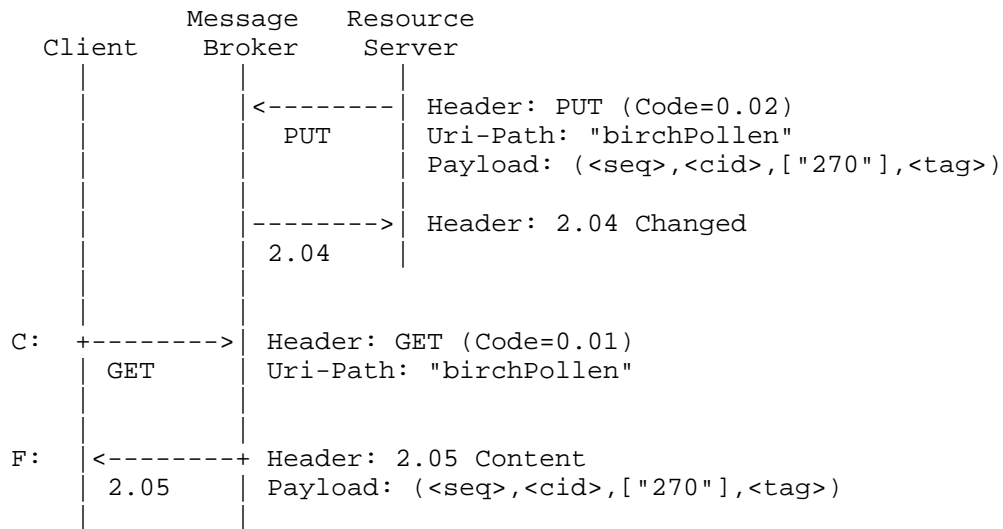 Message Resource
Client Broker Server
<--------| Header: PUT (Code=0.02)
PUT Uri-Path: "birchPollen"
Payload: (<seq>,<cid>,["270"],<tag>)
-------->| Header: 2.04 Changed
2.04
C: +-------->| Header: GET (Code=0.01)
GET Uri-Path: "birchPollen"
F: |<--------+ Header: 2.05 Content
2.05 Payload: (<seq>,<cid>,["270"],<tag>)